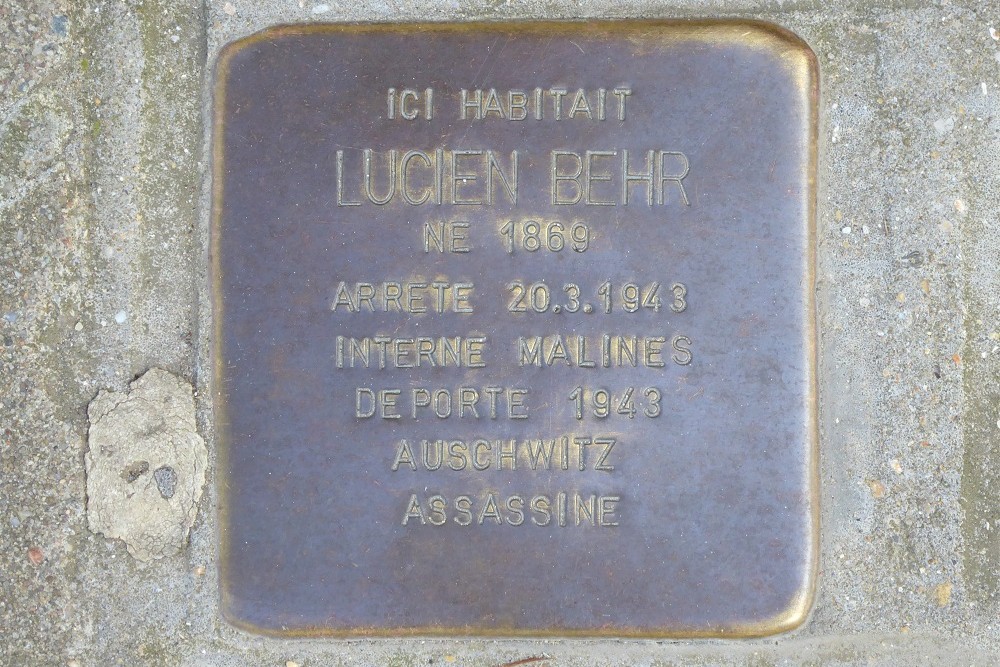 ICI HABITAIT
LUCIEN BEHR
NE 1869
ARRETE 20.3.1943
INTERNE MALINES
DEPORTE 1943
AUSCHWITZ
ASSASSINE